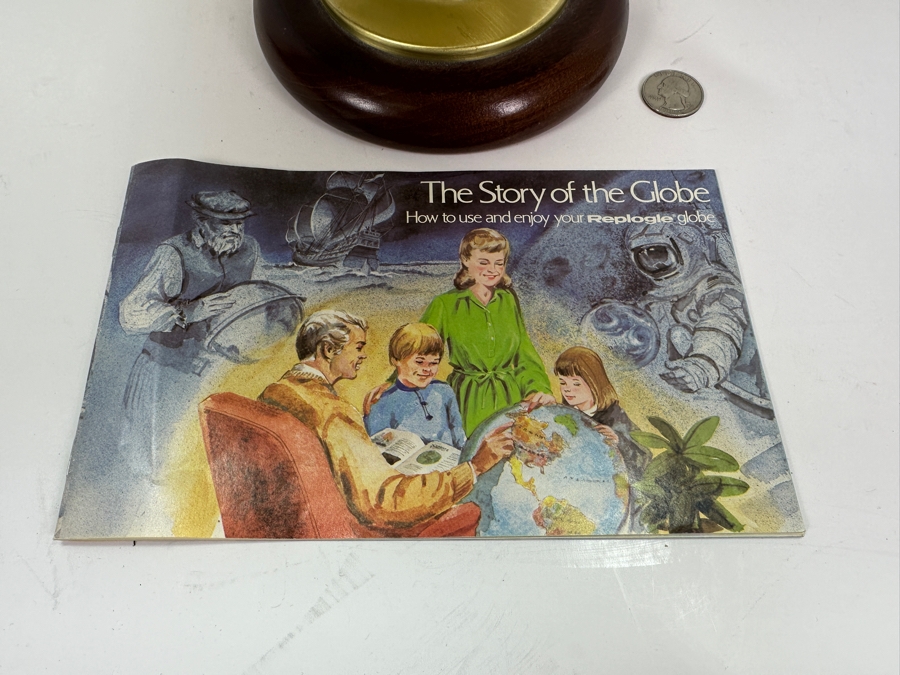 The Story of the Globe
How to use and enjoy your Replogle globe